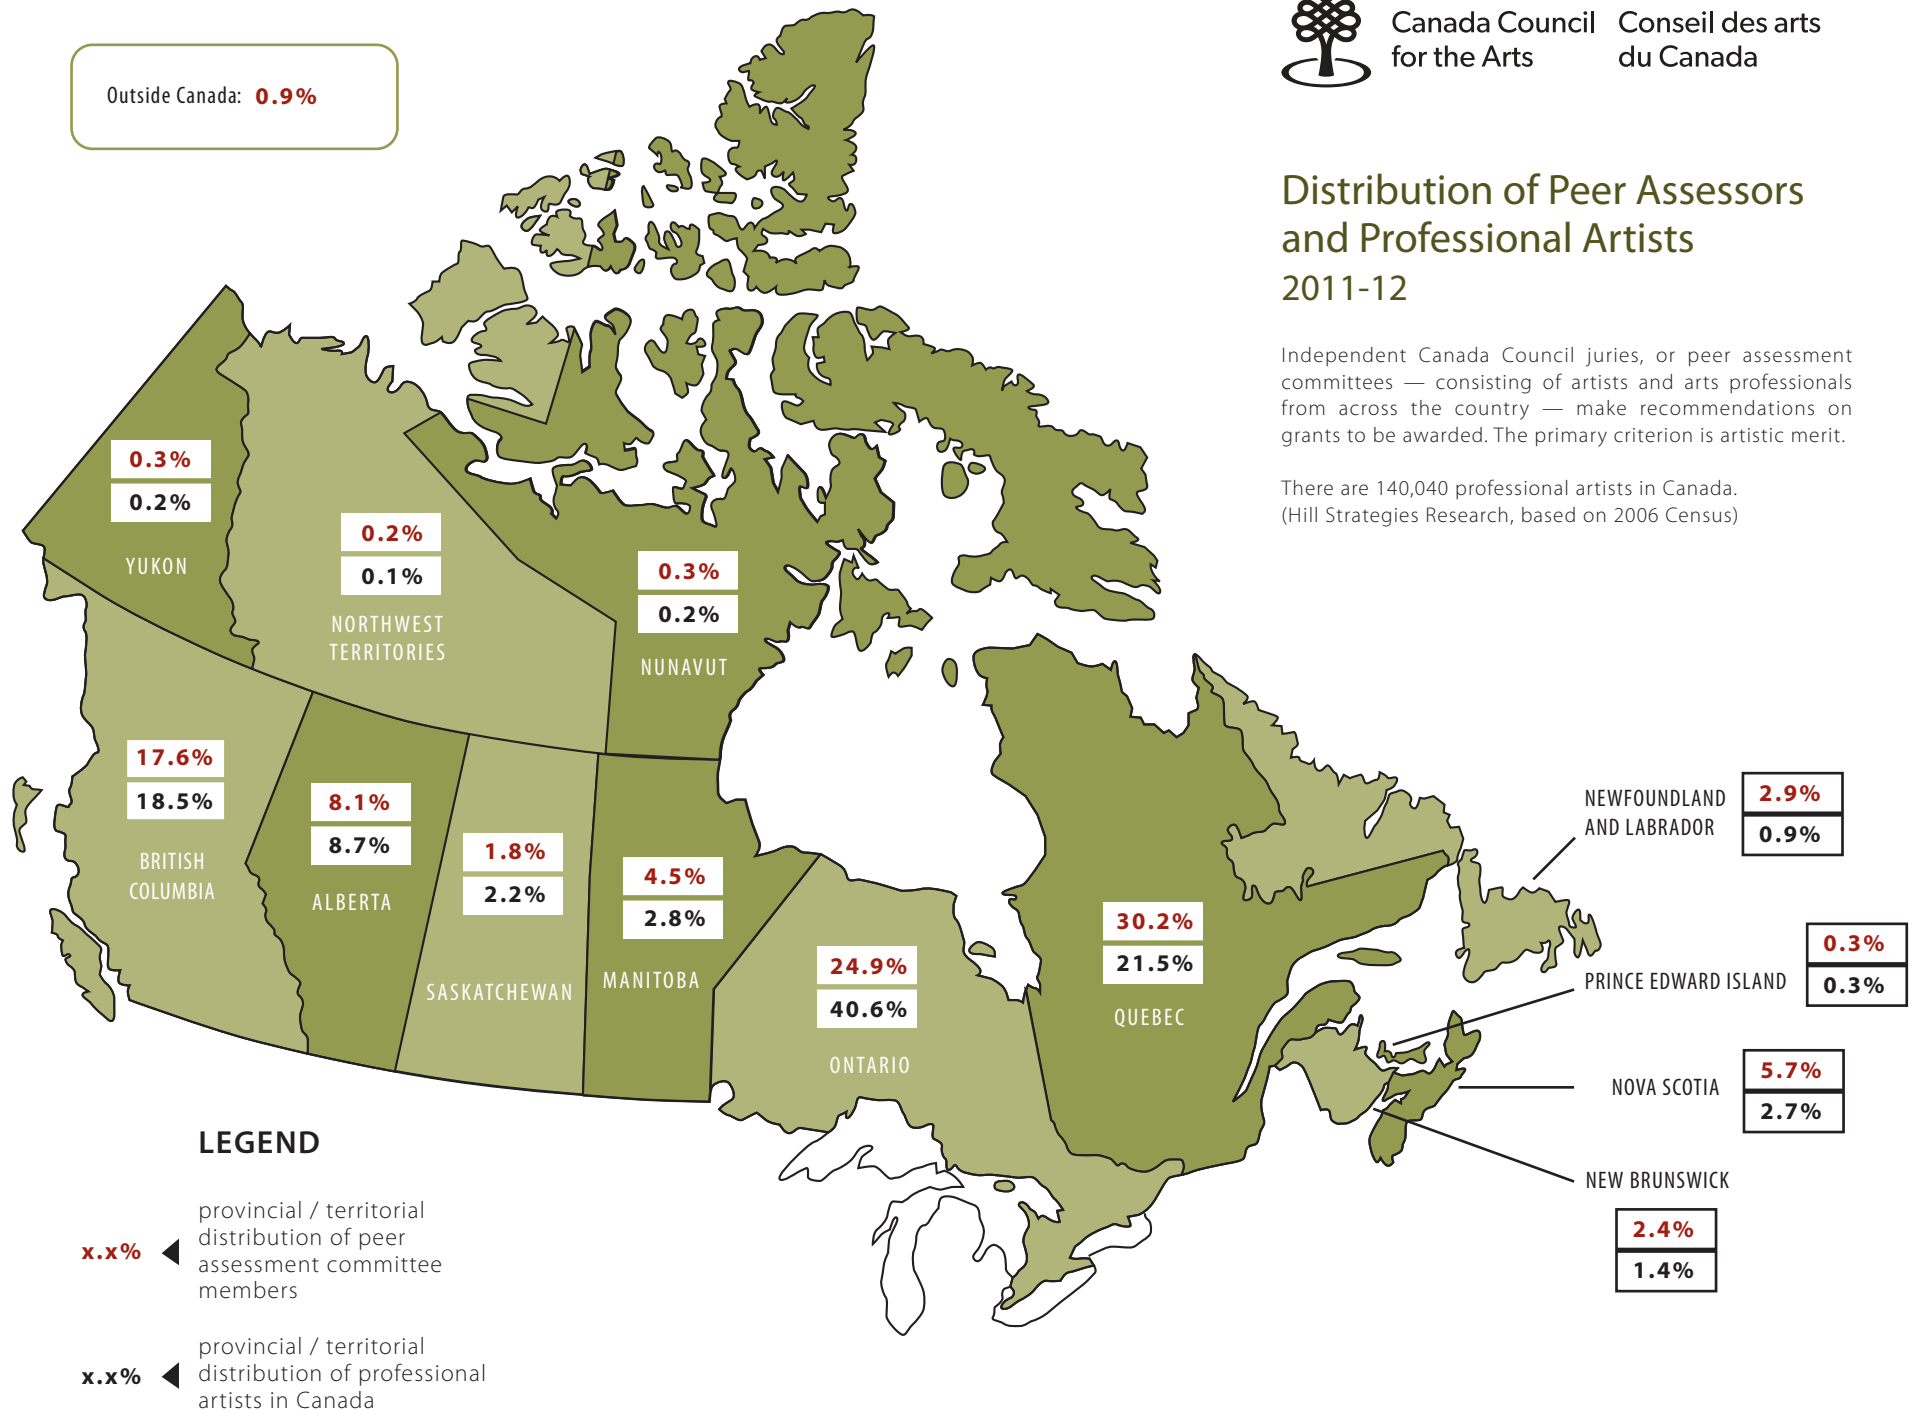 Canada Council
for the Arts
Conseil des arts
du Canada
Outside Canada: 0.9%
Distribution of Peer Assessors
and Professional Artists
2011-12
Independent Canada Council juries, or peer assessment
committees — consisting of artists and arts professionals
from across the country — make recommendations on
grants to be awarded. The primary criterion is artistic merit.
There are 140,040 professional artists in Canada.
(Hill Strategies Research, based on 2006 Census)
0.3%
0.2%
YUKON
0.2%
0.1%
NORTHWEST
TERRITORIES
0.3%
0.2%
NUNAVUT
17.6%
18.5%
BRITISH
COLUMBIA
8.1%
8.7%
ALBERTA
1.8%
2.2%
SASKATCHEWAN
4.5%
2.8%
MANITOBA
24.9%
40.6%
ONTARIO
30.2%
21.5%
QUEBEC
NEWFOUNDLAND
AND LABRADOR
2.9%
0.9%
PRINCE EDWARD ISLAND
0.3%
0.3%
NOVA SCOTIA
5.7%
2.7%
NEW BRUNSWICK
2.4%
1.4%
LEGEND
x.x%
provincial / territorial
distribution of peer
assessment committee
members
x.x%
provincial / territorial
distribution of professional
artists in Canada